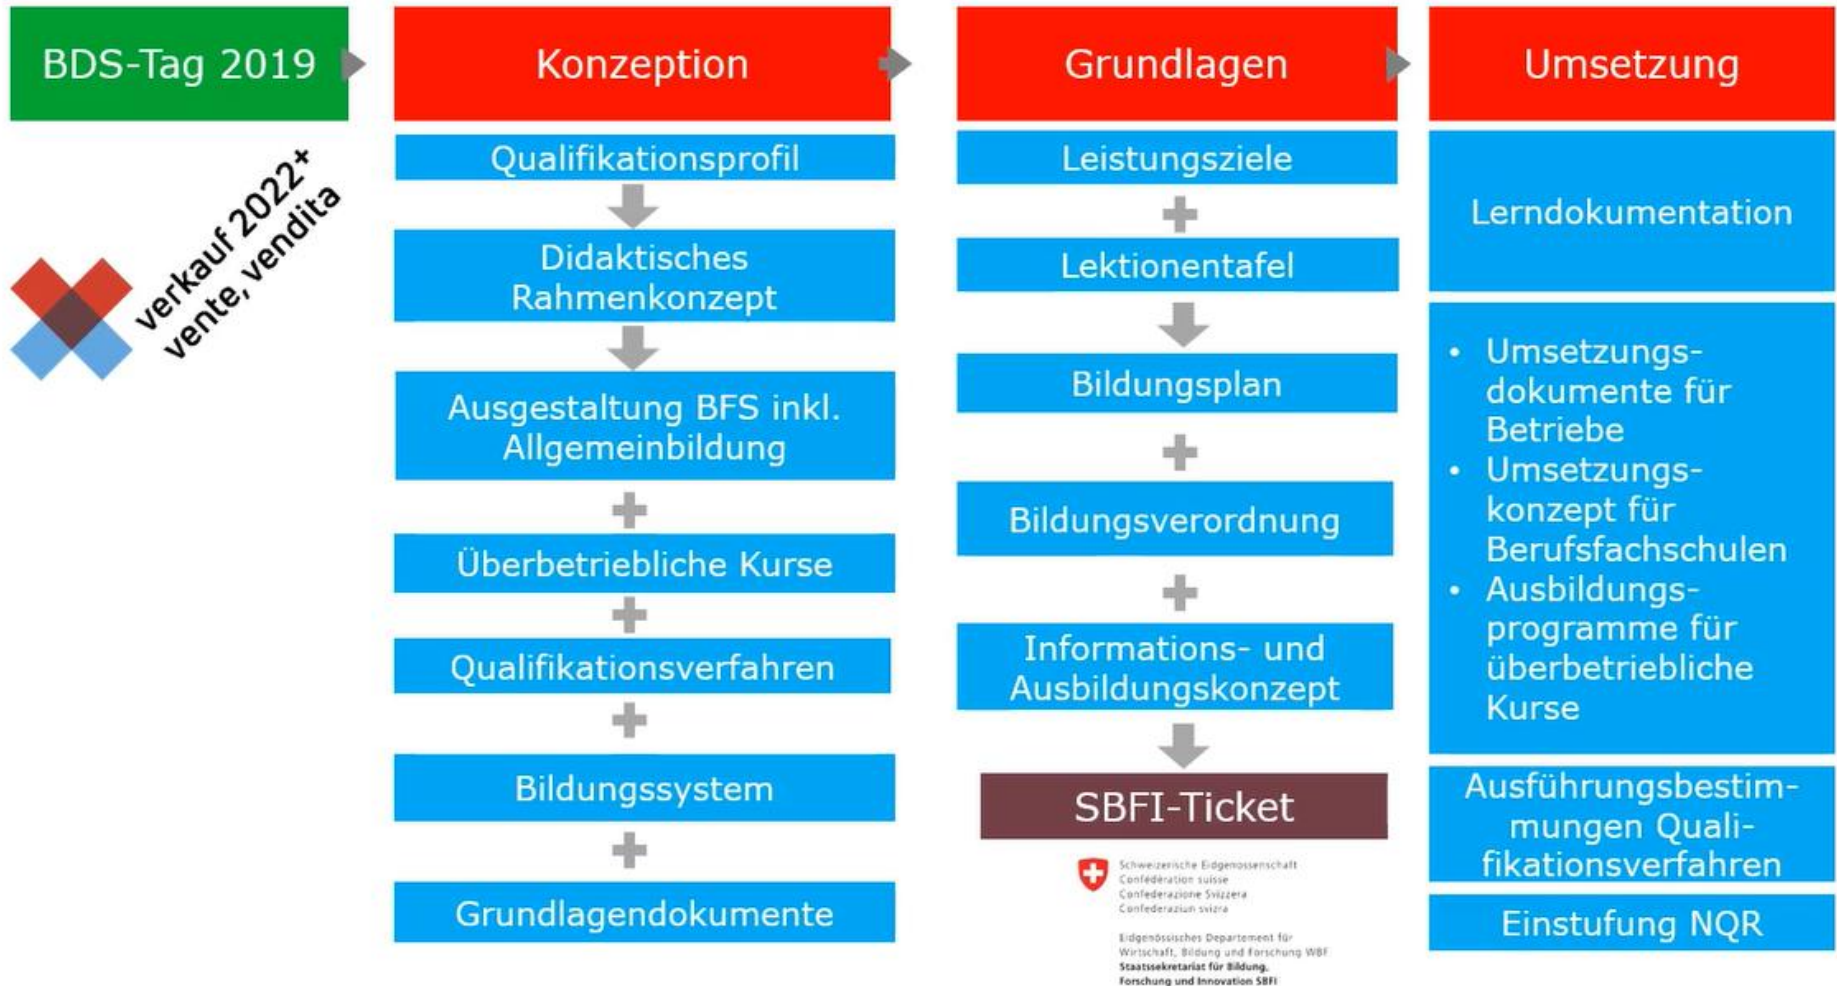 BDS-Tag 2019
verkauf 2022+
vente, vendita
Konzeption
Qualifikationsprofil
Didaktisches
Rahmenkonzept
Ausgestaltung BFS inkl.
Allgemeinbildung
Überbetriebliche Kurse
Qualifikationsverfahren
Bildungssystem
Grundlagendokumente
Grundlagen
Leistungsziele
Lektionentafel
Bildungsplan
Bildungsverordnung
Informations- und
Ausbildungskonzept
SBFI-Ticket
Schweizerische Eidgenossenschaft
Confédération suisse
Confederazione Svizzera
Confederaziun svizra
Eidgenössisches Departement für
Wirtschaft, Bildung und Forschung WBF
Staatssekretariat für Bildung,
Forschung und Innovation SBFI
Umsetzung
Lerndokumentation
• Umsetzungs-
dokumente für
Betriebe
• Umsetzungs-
konzept für
Berufsfachschulen
• Ausbildungs-
programme für
überbetriebliche
Kurse
Ausführungsbestim-
mungen Quali-
fikationsverfahren
Einstufung NQR